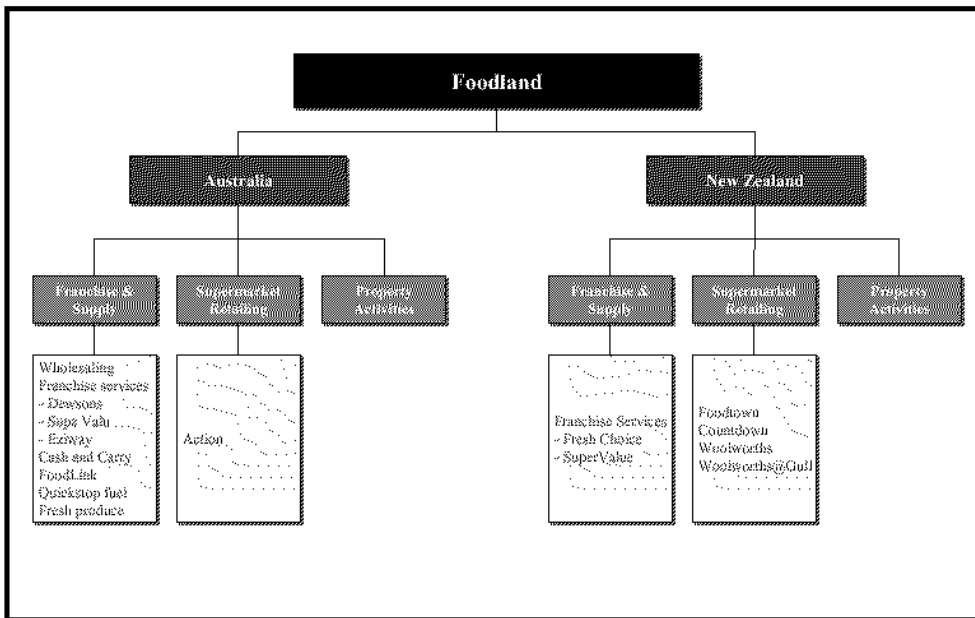 Foodland
Australia
New Zealand
Franchise &
Supply
Supermarket
Retailing
Property
Activities
Franchise &
Supply
Supermarket
Retailing
Property
Activities
Wholesaling
Franchise services
- Dewsons
- Supa Valu
- Eziway
Cash and Carry
FoodLink
Quickstop fuel
Fresh produce
Action
Franchise Services
- Fresh Choice
- SuperValue
Foodtown
Countdown
Woolworths
Woolworths@Gull